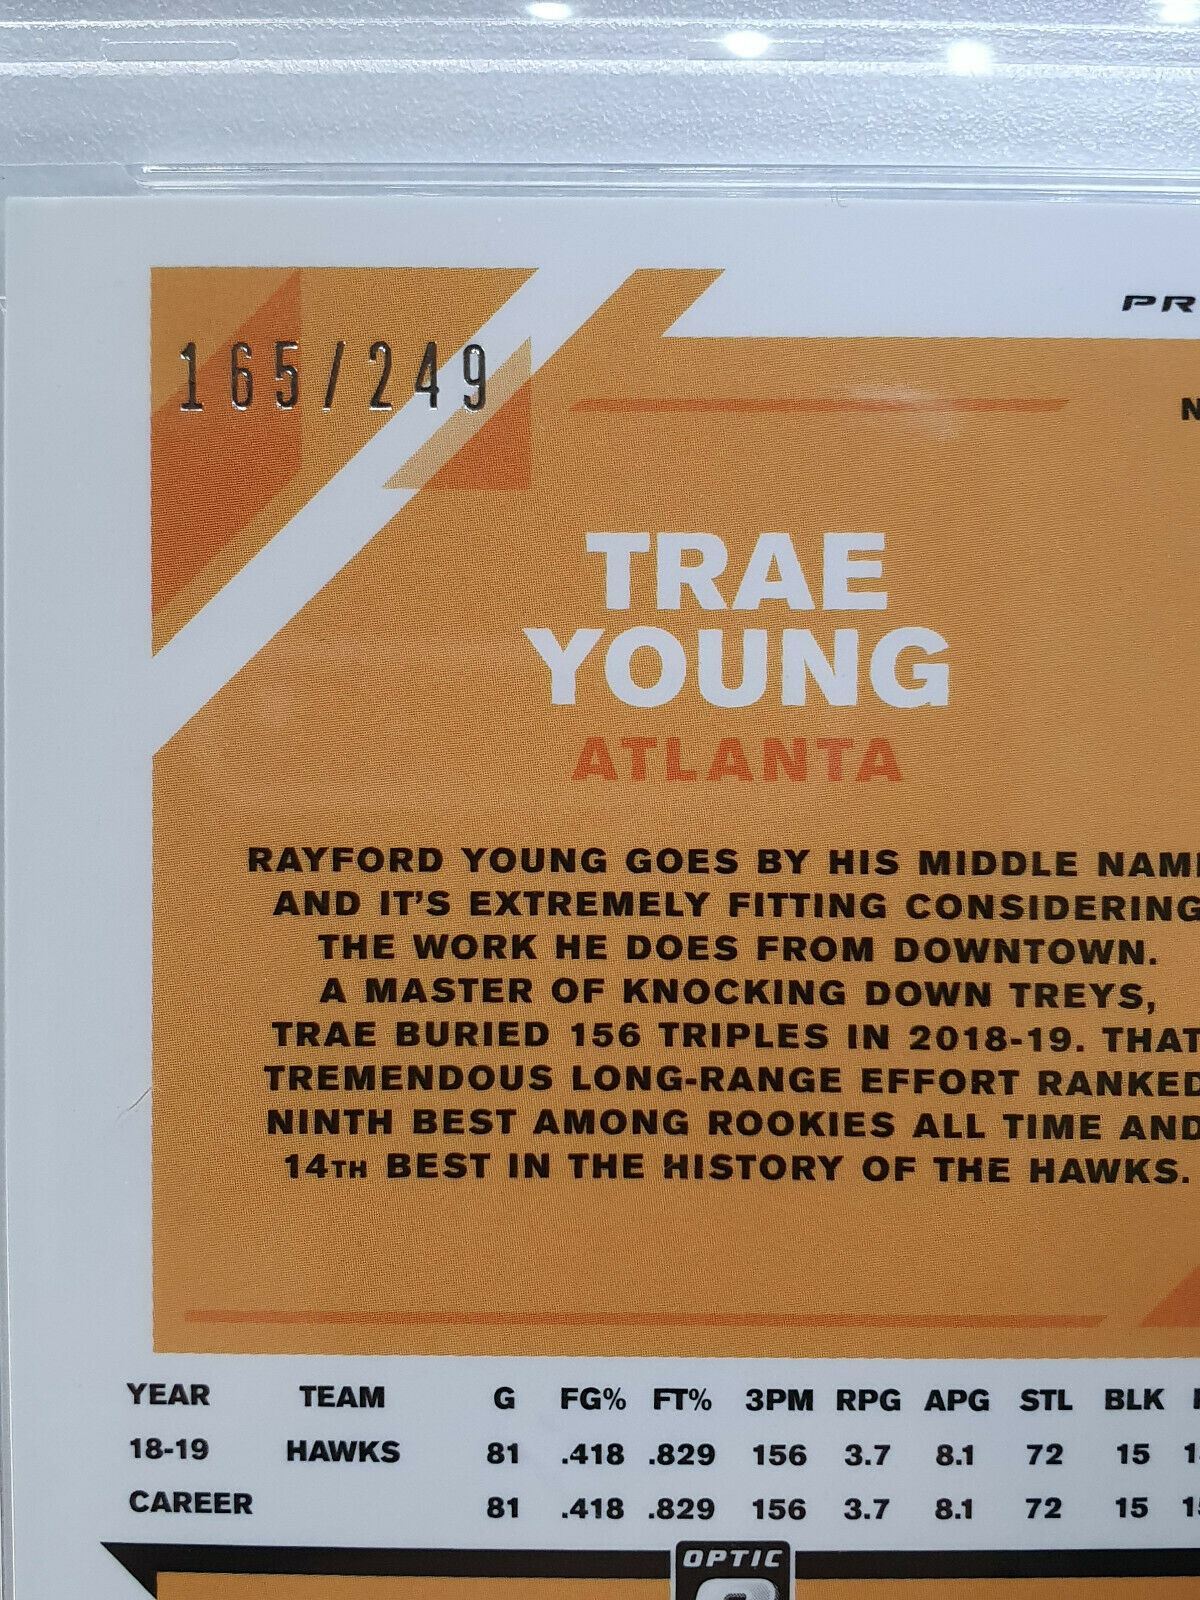 PR
165/249
N
TRAE
YOUNG
ATLANTA
RAYFORD YOUNG GOES BY HIS MIDDLE NAM
AND IT'S EXTREMELY FITTING CONSIDERING
THE WORK HE DOES FROM DOWNTOWN.
A MASTER OF KNOCKING DOWN TREYS,
TRAE BURIED 156 TRIPLES IN 2018-19. THAT
TREMENDOUS LONG-RANGE EFFORT RANKED
NINTH BEST AMONG ROOKIES ALL TIME AND
14TH BEST IN THE HISTORY OF THE HAWKS.
YEAR TEAM G FG% FT% 3PM RPG APG STL BLK
18-19 HAWKS 81 .418 .829 156 3.7 8.1 72 15 1
CAREER 81 .418 .829 156 3.7 8.1 72 15 1
OPTIC